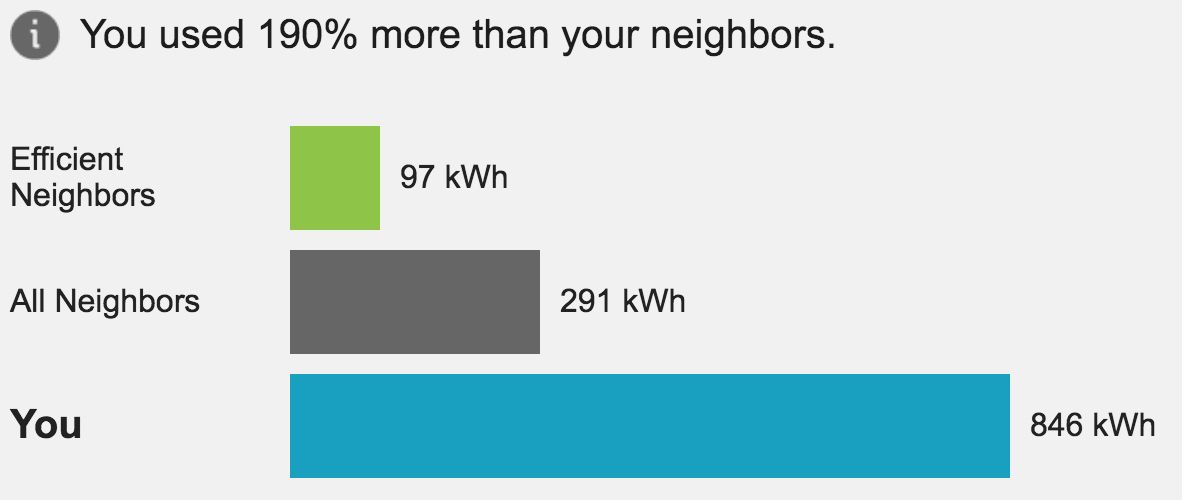 You used 190% more than your neighbors.
Efficient
Neighbors
97 kWh
All Neighbors
291 kWh
You
846 kWh